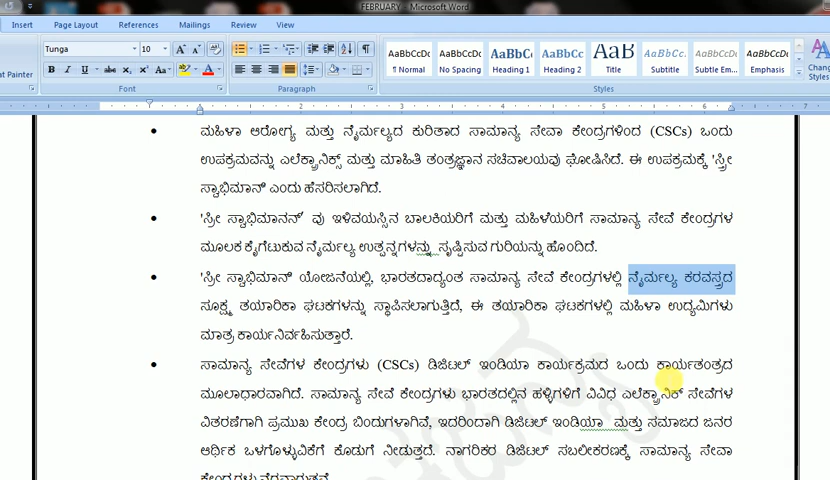 FEBRUARY - Microsoft Word
Insert Page Layout References Mailings Review View
Tunga 10
at Painter
AaBbCcDc AaBbCcDc AaBbC AaBbCc AaB AaBbCc. AaBbCcDc AaBbCcDc
¶ Normal No Spacing Heading 1 Heading 2 Title Subtitle Subtle Em... Emphasis
Font Paragraph Styles
ಮಹಿಳಾ ಆರೋಗ್ಯ ಮತ್ತು ನೈರ್ಮಲ್ಯದ ಕುರಿತಾದ ಸಾಮಾನ್ಯ ಸೇವಾ ಕೇಂದ್ರಗಳಿಂದ (CSCs) ಒಂದು
ಉಪಕ್ರಮವನ್ನು ಎಲೆಕ್ಟ್ರಾನಿಕ್ಸ್ ಮತ್ತು ಮಾಹಿತಿ ತಂತ್ರಜ್ಞಾನ ಸಚಿವಾಲಯವು ಘೋಷಿಸಿದೆ. ಈ ಉಪಕ್ರಮಕ್ಕೆ 'ಸ್ತ್ರೀ
ಸ್ವಾಭಿಮಾನ್' ಎಂದು ಹೆಸರಿಸಲಾಗಿದೆ.
'ಸ್ತ್ರೀ ಸ್ವಾಭಿಮಾನನ್' ವು ಇಳಿವಯಸ್ಸಿನ ಬಾಲಕಿಯರಿಗೆ ಮತ್ತು ಮಹಿಳೆಯರಿಗೆ ಸಾಮಾನ್ಯ ಸೇವೆ ಕೇಂದ್ರಗಳ
ಮೂಲಕ ಕೈಗೆಟುಕುವ ನೈರ್ಮಲ್ಯ ಉತ್ಪನ್ನಗಳನ್ನು ಸೃಷ್ಟಿಸುವ ಗುರಿಯನ್ನು ಹೊಂದಿದೆ.
'ಸ್ತ್ರೀ ಸ್ವಾಭಿಮಾನ್' ಯೋಜನೆಯಲ್ಲಿ, ಭಾರತದಾದ್ಯಂತ ಸಾಮಾನ್ಯ ಸೇವೆ ಕೇಂದ್ರಗಳಲ್ಲಿ ನೈರ್ಮಲ್ಯ ಕರವಸ್ತ್ರದ
ಸೂಕ್ಷ್ಮ ತಯಾರಿಕಾ ಘಟಕಗಳನ್ನು ಸ್ಥಾಪಿಸಲಾಗುತ್ತಿದೆ, ಈ ತಯಾರಿಕಾ ಘಟಕಗಳಲ್ಲಿ ಮಹಿಳಾ ಉದ್ಯಮಿಗಳು
ಮಾತ್ರ ಕಾರ್ಯನಿರ್ವಹಿಸುತ್ತಾರೆ.
ಸಾಮಾನ್ಯ ಸೇವೆಗಳ ಕೇಂದ್ರಗಳು (CSCs) ಡಿಜಿಟಲ್ ಇಂಡಿಯಾ ಕಾರ್ಯಕ್ರಮದ ಒಂದು ಕಾರ್ಯತಂತ್ರದ
ಮೂಲಾಧಾರವಾಗಿದೆ. ಸಾಮಾನ್ಯ ಸೇವೆ ಕೇಂದ್ರಗಳು ಭಾರತದಲ್ಲಿನ ಹಳ್ಳಿಗಳಿಗೆ ವಿವಿಧ ಎಲೆಕ್ಟ್ರಾನಿಕ್ ಸೇವೆಗಳ
ವಿತರಣೆಗಾಗಿ ಪ್ರಮುಖ ಕೇಂದ್ರ ಬಿಂದುಗಳಾಗಿವೆ, ಇದರಿಂದಾಗಿ ಡಿಜಿಟಲ್ ಇಂಡಿಯಾ ಮತ್ತು ಸಮಾಜದ ಜನರ
ಆರ್ಥಿಕ ಒಳಗೊಳ್ಳುವಿಕೆಗೆ ಕೊಡುಗೆ ನೀಡುತ್ತದೆ. ನಾಗರಿಕರ ಡಿಜಿಟಲ್ ಸಬಲೀಕರಣಕ್ಕೆ ಸಾಮಾನ್ಯ ಸೇವಾ